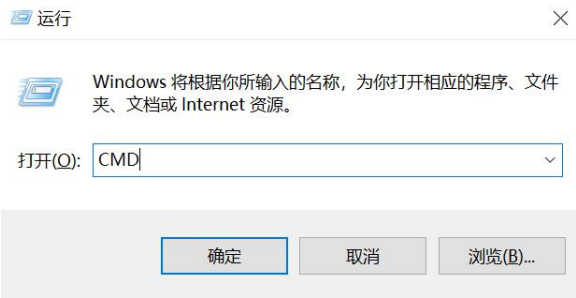 运行
Windows 将根据你所输入的名称，为你打开相应的程序、文件
夹、文档或 Internet 资源。
打开(O): CMD
确定 取消 浏览(B)...